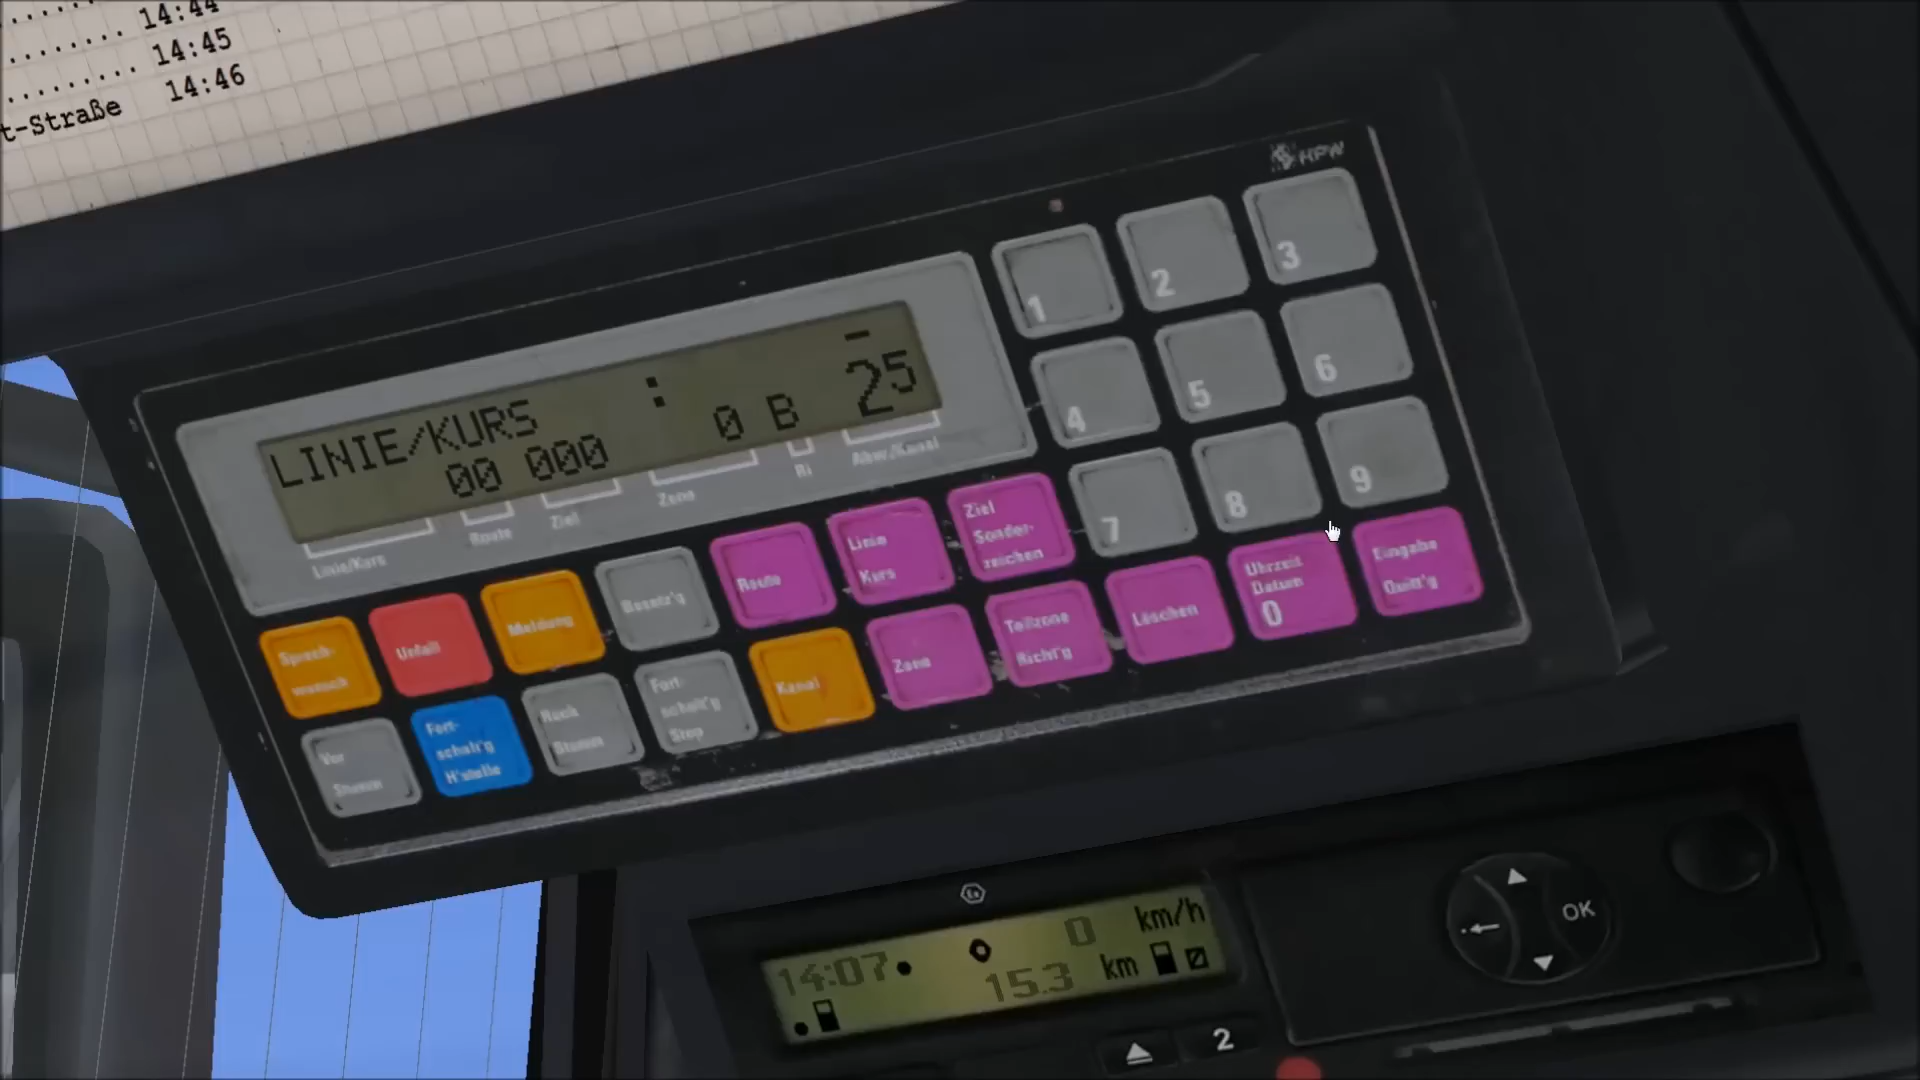 14:44
14:45
t-Straße 14:46
HPW
LINIE/KURS : -
00 000 0 B 25
Linie/Kurs Route Ziel Zone Ri Abw./Kanal
1 2 3
4 5 6
7 8 9
Sprech-
wunsch
Unfall
Meldung
Besetz'g
Route
Linie
Kurs
Ziel
Sonder-
zeichen
Vor
Stumm
Fort-
schalt'g
H'stelle
Rück
Stumm
Fort
schalt'g
Stop
Kanal
Zone
Teilzone
Richt'g
Löschen
Uhrzeit
Datum
0
Eingabe
Quitt'g
14:07 0 km/h
15.3 km
OK
2